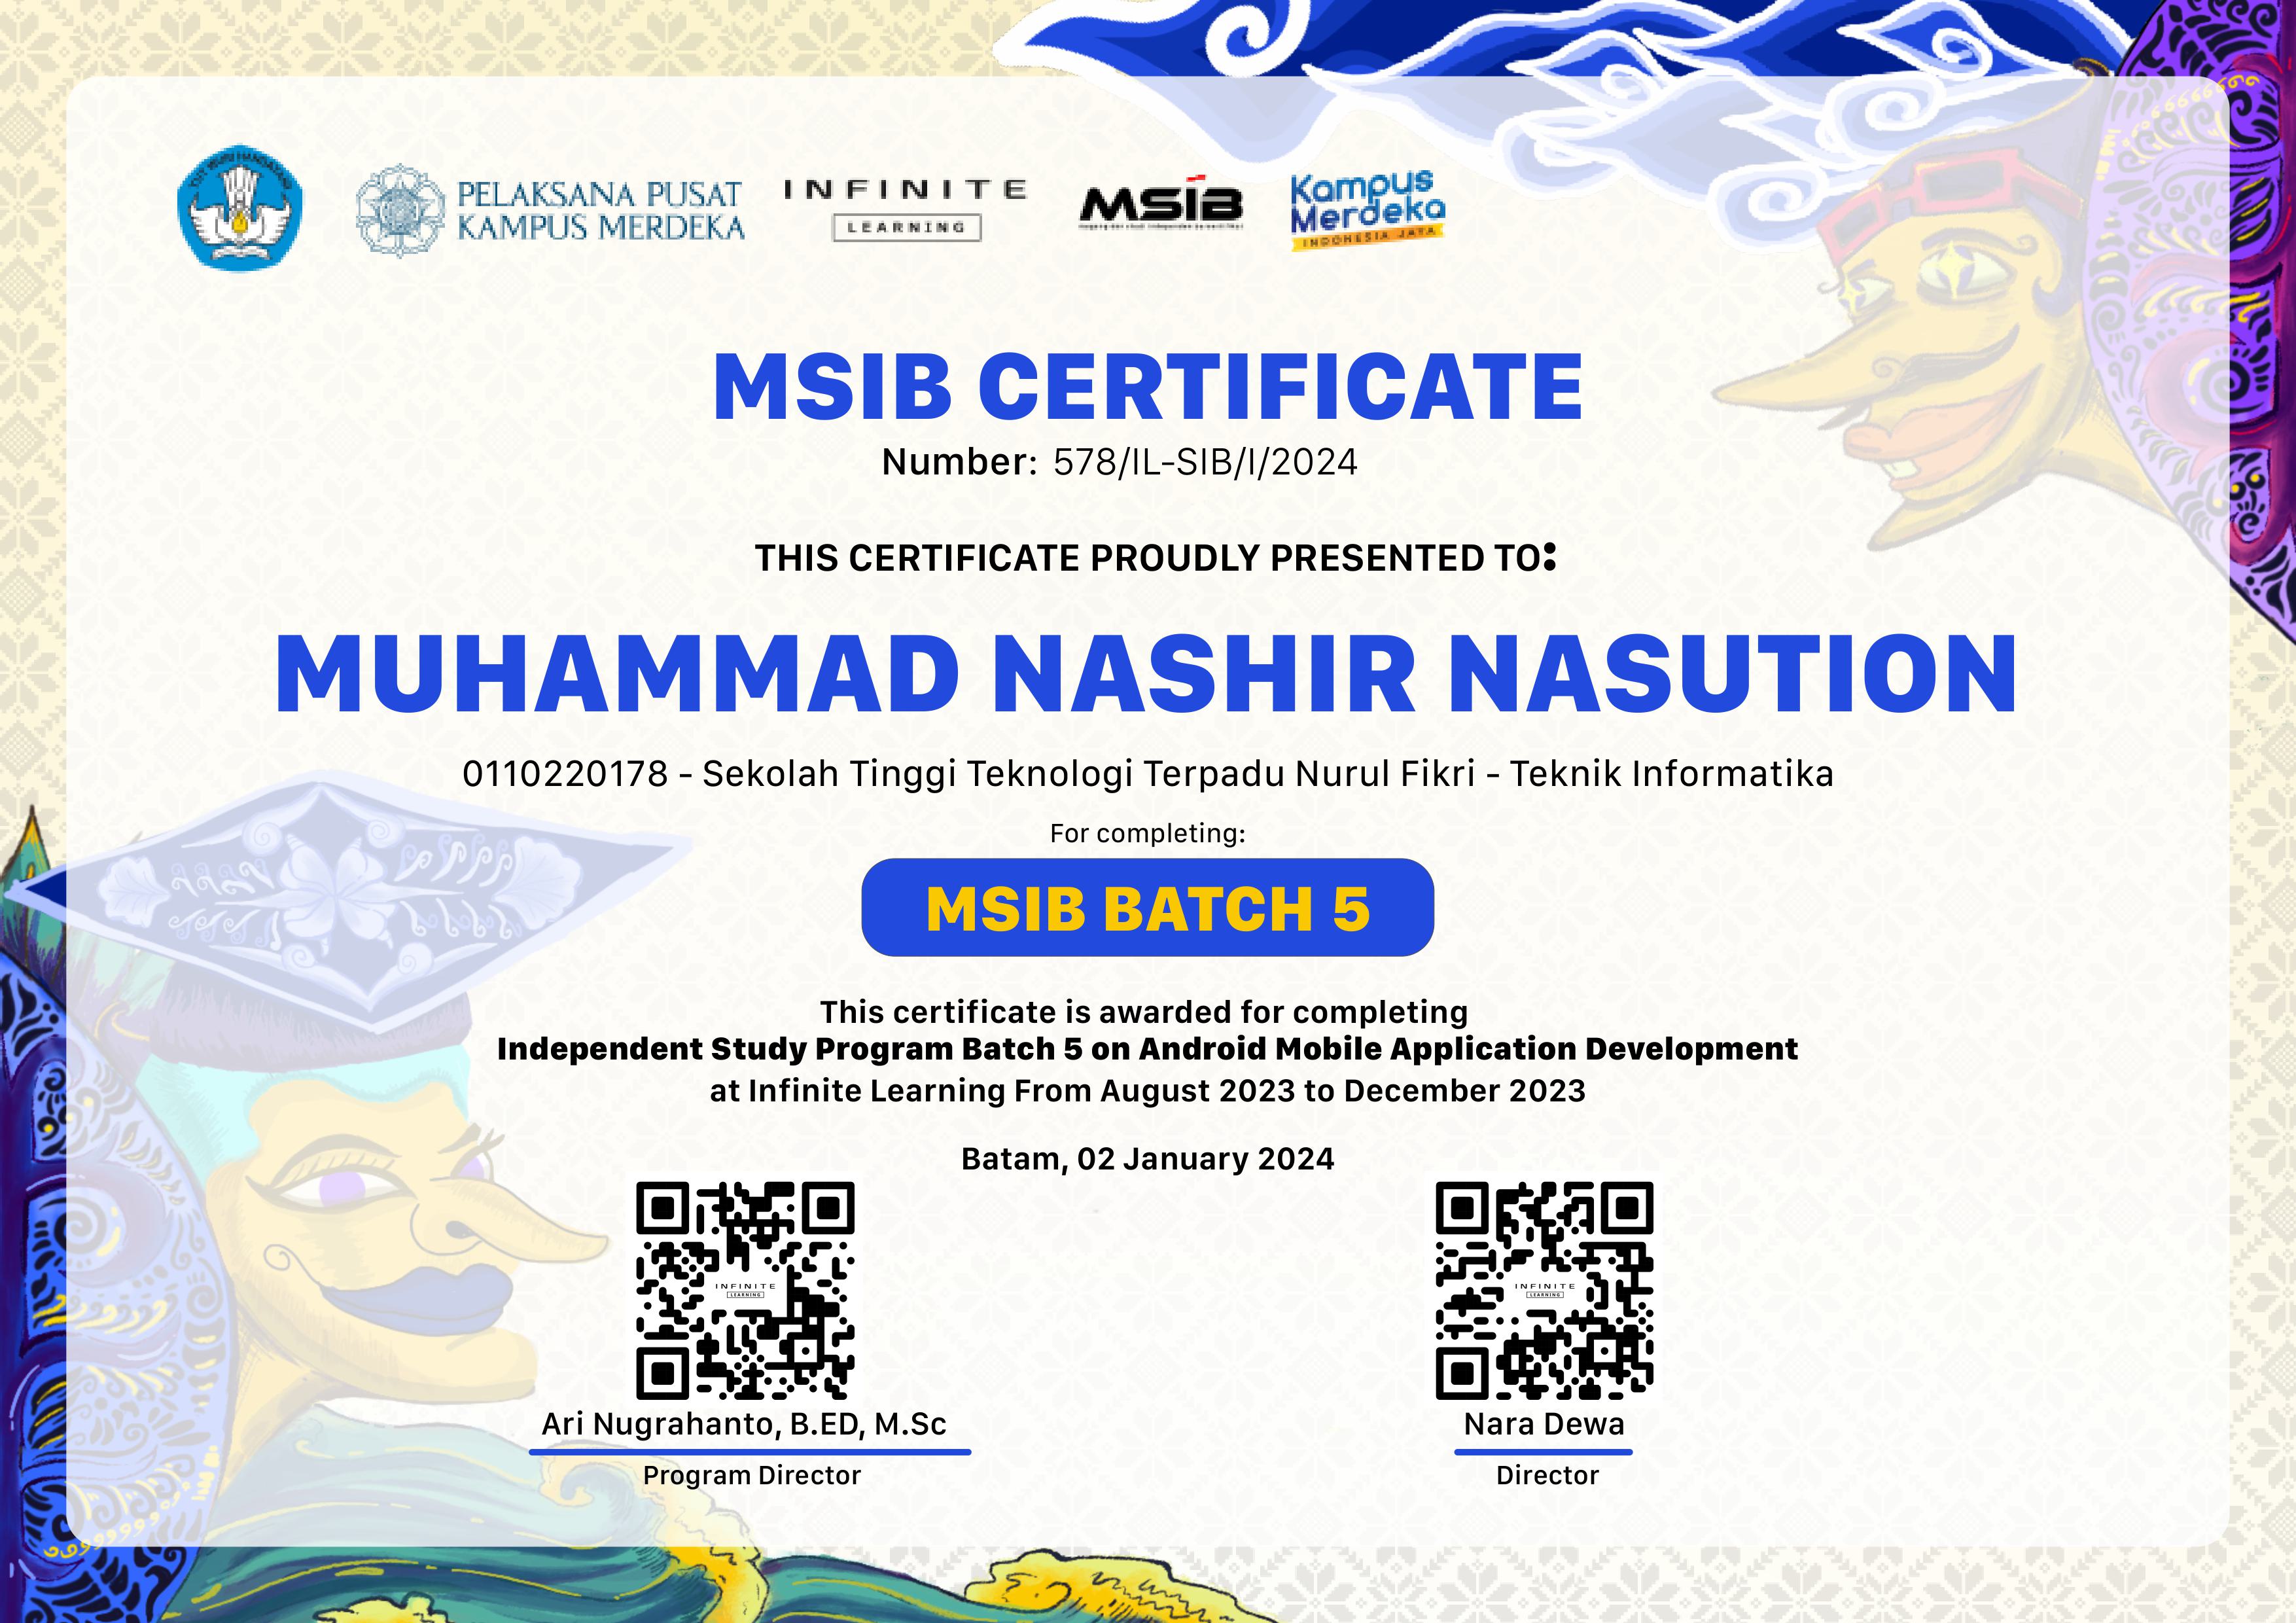 TUT WURI HANDAYANI
PELAKSANA PUSAT
KAMPUS MERDEKA
INFINITE
LEARNING
MSIB
Kampus
Merdeka
INDONESIA JAYA
MSIB CERTIFICATE
Number: 578/IL-SIB/I/2024
THIS CERTIFICATE PROUDLY PRESENTED TO:
MUHAMMAD NASHIR NASUTION
0110220178 - Sekolah Tinggi Teknologi Terpadu Nurul Fikri - Teknik Informatika
For completing:
MSIB BATCH 5
This certificate is awarded for completing
Independent Study Program Batch 5 on Android Mobile Application Development
at Infinite Learning From August 2023 to December 2023
Batam, 02 January 2024
INFINITE
LEARNING
INFINITE
LEARNING
Ari Nugrahanto, B.ED, M.Sc
Program Director
Nara Dewa
Director